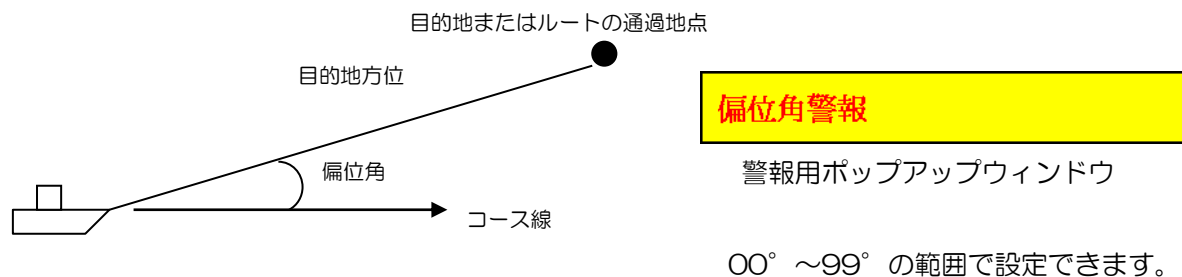 目的地またはルートの通過地点
目的地方位
偏位角
コース線
偏位角警報
警報用ポップアップウィンドウ
00°～99°の範囲で設定できます。